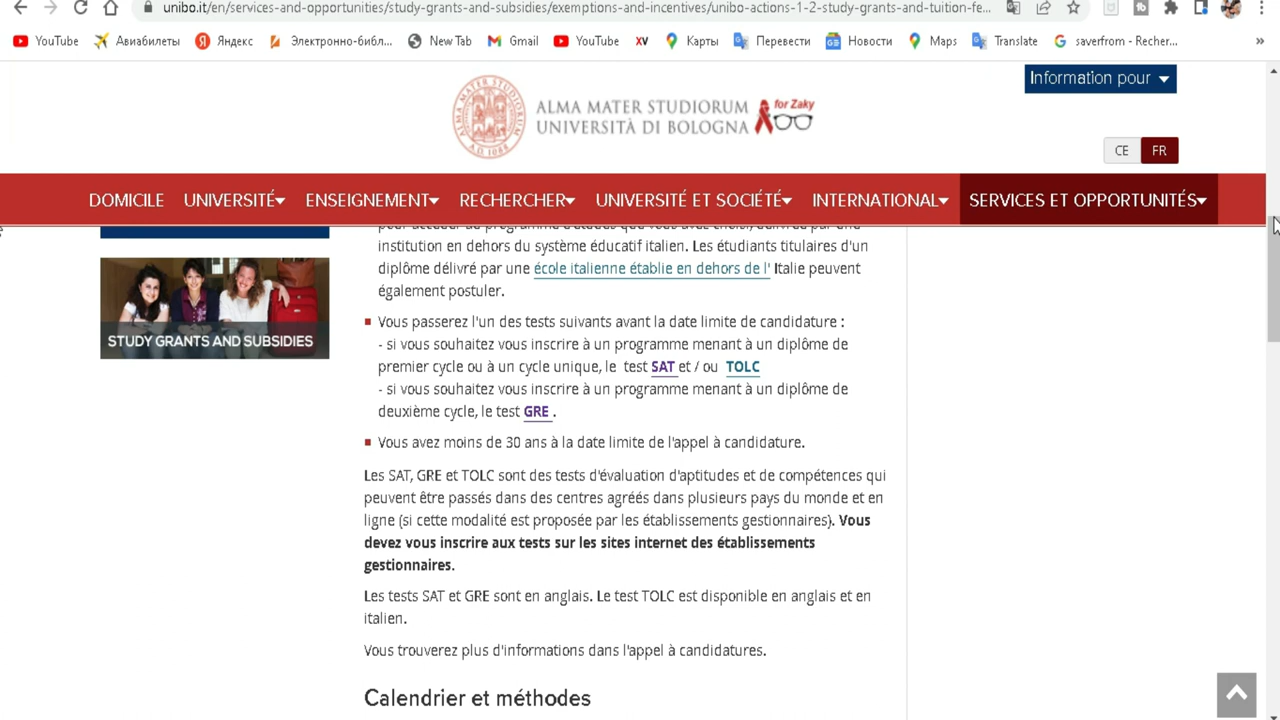 unibo.it/en/services-and-opportunities/study-grants-and-subsidies/exemptions-and-incentives/unibo-actions-1-2-study-grants-and-tuition-fe...
YouTube Авиабилеты Яндекс Электронно-библ... New Tab Gmail YouTube XV Карты Перевести Новости Maps Translate saverfrom - Recher... »
Information pour
ALMA MATER STUDIORUM
UNIVERSITÀ DI BOLOGNA
for Zaky
A.D. 1088
CE FR
DOMICILE UNIVERSITÉ ENSEIGNEMENT RECHERCHER UNIVERSITÉ ET SOCIÉTÉ INTERNATIONAL SERVICES ET OPPORTUNITÉS
institution en dehors du système éducatif italien. Les étudiants titulaires d'un
diplôme délivré par une école italienne établie en dehors de l' Italie peuvent
également postuler.
STUDY GRANTS AND SUBSIDIES
Vous passerez l'un des tests suivants avant la date limite de candidature :
- si vous souhaitez vous inscrire à un programme menant à un diplôme de
premier cycle ou à un cycle unique, le test SAT et / ou TOLC
- si vous souhaitez vous inscrire à un programme menant à un diplôme de
deuxième cycle, le test GRE .
Vous avez moins de 30 ans à la date limite de l'appel à candidature.
Les SAT, GRE et TOLC sont des tests d'évaluation d'aptitudes et de compétences qui
peuvent être passés dans des centres agréés dans plusieurs pays du monde et en
ligne (si cette modalité est proposée par les établissements gestionnaires). Vous
devez vous inscrire aux tests sur les sites internet des établissements
gestionnaires.
Les tests SAT et GRE sont en anglais. Le test TOLC est disponible en anglais et en
italien.
Vous trouverez plus d'informations dans l'appel à candidatures.
Calendrier et méthodes